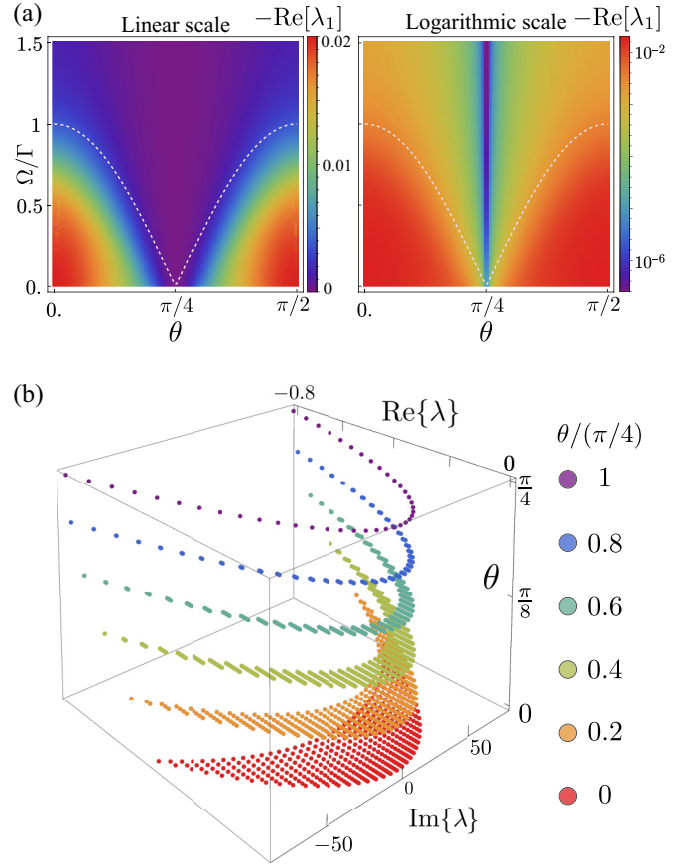 (a)
Linear scale
−Re[λ₁]
Logarithmic scale
−Re[λ₁]
1.5
1
0.5
0.
Ω/Γ
0.02
0.01
0
10⁻²
10⁻⁶
0.
π/4
π/2
θ
0.
π/4
π/2
θ
(b)
−0.8
Re{λ}
0
π/4
θ
π/8
0
50
0
−50
Im{λ}
θ/(π/4)
1
0.8
0.6
0.4
0.2
0